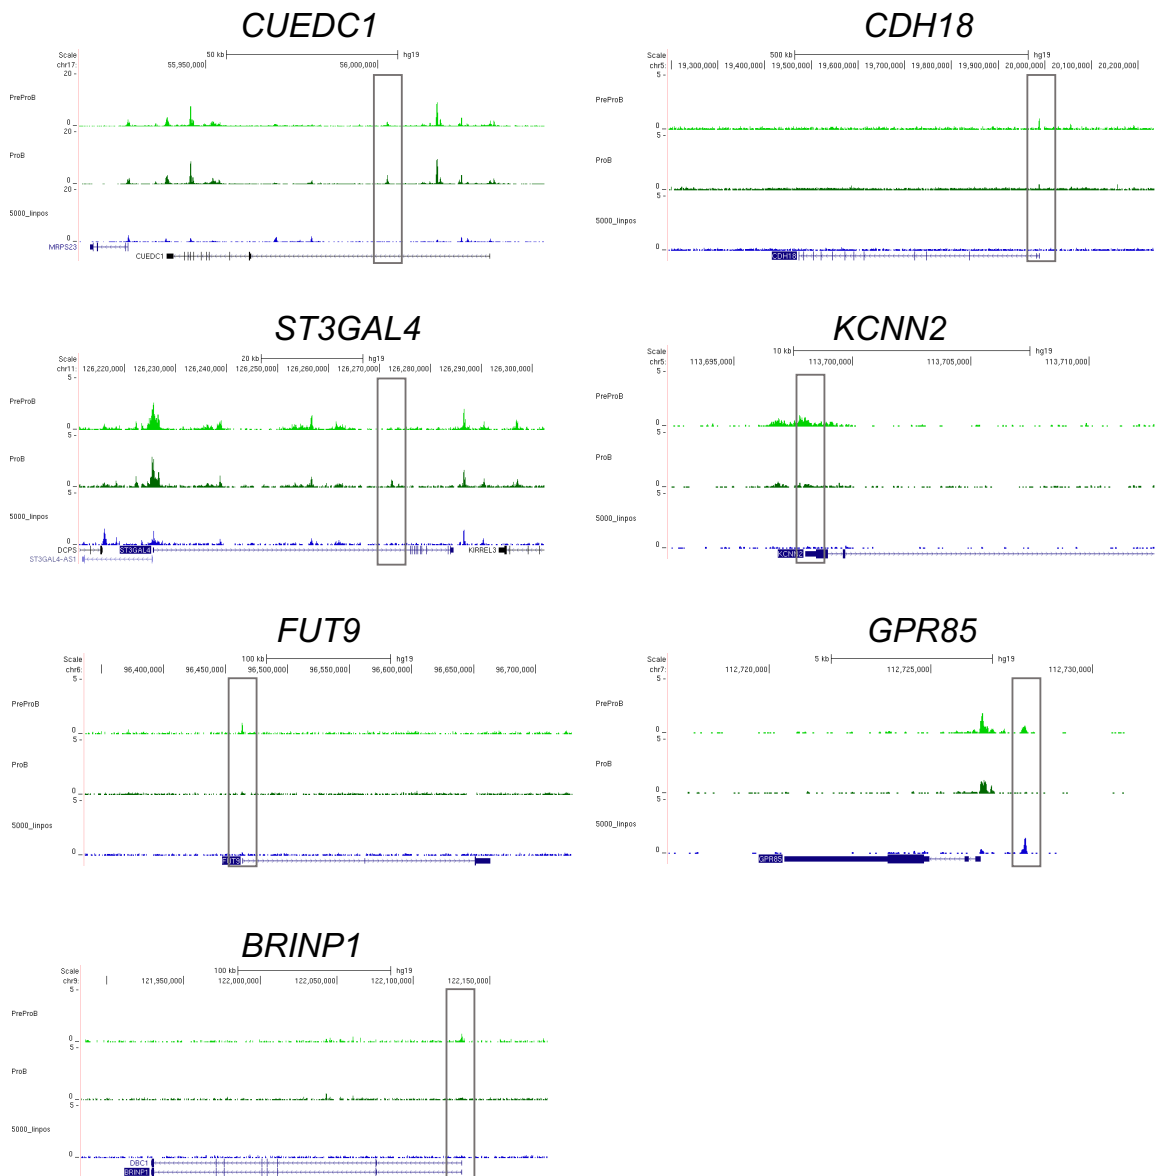 CUEDC1
Scale 50 kb hg19
chr17: 55,950,000 56,000,000
20 -
PreProB
0 _
20 -
ProB
0 _
20 -
5000_linpos
0 _
MRPS23
CUEDC1
CDH18
Scale 500 kb hg19
chr5: 19,300,000 19,400,000 19,500,000 19,600,000 19,700,000 19,800,000 19,900,000 20,000,000 20,100,000 20,200,000
5 -
PreProB
0 _
5 -
ProB
0 _
5 -
5000_linpos
0 _
CDH18
ST3GAL4
Scale 20 kb hg19
chr11: 126,220,000 126,230,000 126,240,000 126,250,000 126,260,000 126,270,000 126,280,000 126,290,000 126,300,000
5 -
PreProB
0 _
5 -
ProB
0 _
5 -
5000_linpos
0 _
DCPS ST3GAL4 KIRREL3
ST3GAL4-AS1
KCNN2
Scale 10 kb hg19
chr5: 113,695,000 113,700,000 113,705,000 113,710,000
5 -
PreProB
0 _
5 -
ProB
0 _
5 -
5000_linpos
0 _
KCNN2
FUT9
Scale 100 kb hg19
chr6: 96,400,000 96,450,000 96,500,000 96,550,000 96,600,000 96,650,000 96,700,000
5 -
PreProB
0 _
5 -
ProB
0 _
5 -
5000_linpos
0 _
FUT9
GPR85
Scale 5 kb hg19
chr7: 112,720,000 112,725,000 112,730,000
5 -
PreProB
0 _
5 -
ProB
0 _
5 -
5000_linpos
0 _
GPR85
BRINP1
Scale 100 kb hg19
chr9: 121,950,000 122,000,000 122,050,000 122,100,000 122,150,000
5 -
PreProB
0 _
5 -
ProB
0 _
5 -
5000_linpos
0 _
DBC1
BRINP1